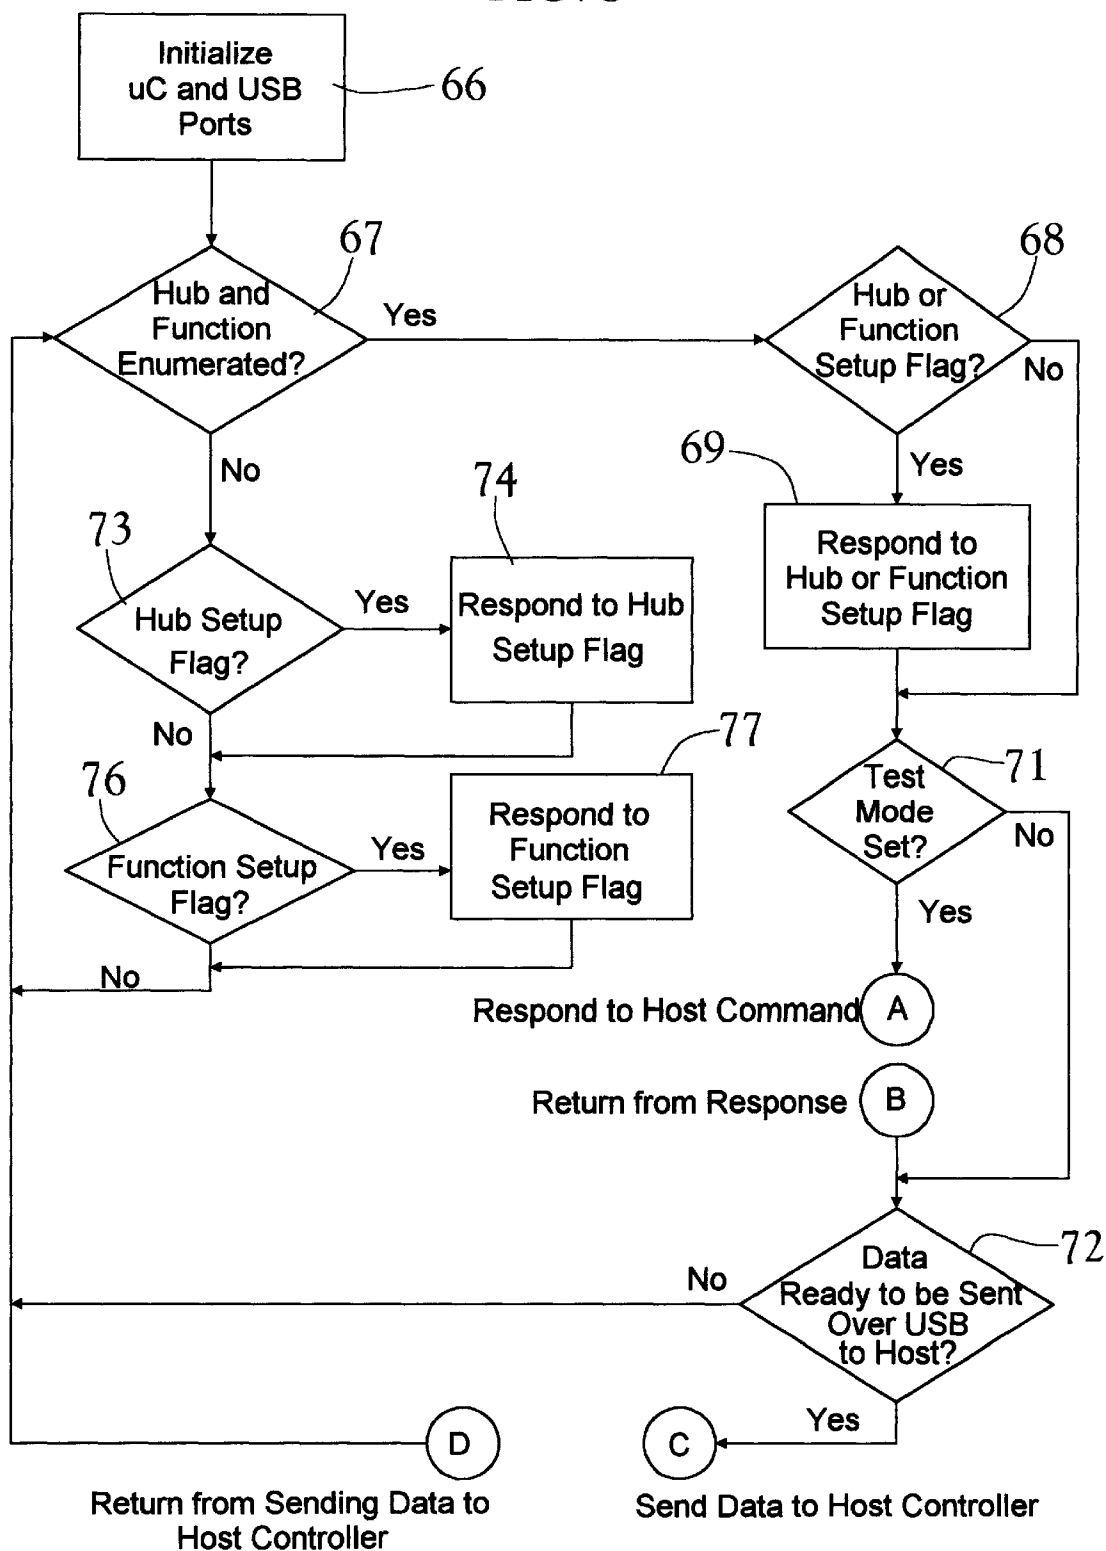 Initialize
uC and USB
Ports
66
67
Hub and
Function
Enumerated?
Yes
68
Hub or
Function
Setup Flag?
No
No
Yes
69
Respond to
Hub or Function
Setup Flag
73
Hub Setup
Flag?
Yes
74
Respond to Hub
Setup Flag
No
77
76
Function Setup
Flag?
Yes
Respond to
Function
Setup Flag
No
71
Test
Mode
Set?
No
Yes
Respond to Host Command
A
Return from Response
B
72
Data
Ready to be Sent
Over USB
to Host?
No
Yes
D
C
Return from Sending Data to
Host Controller
Send Data to Host Controller